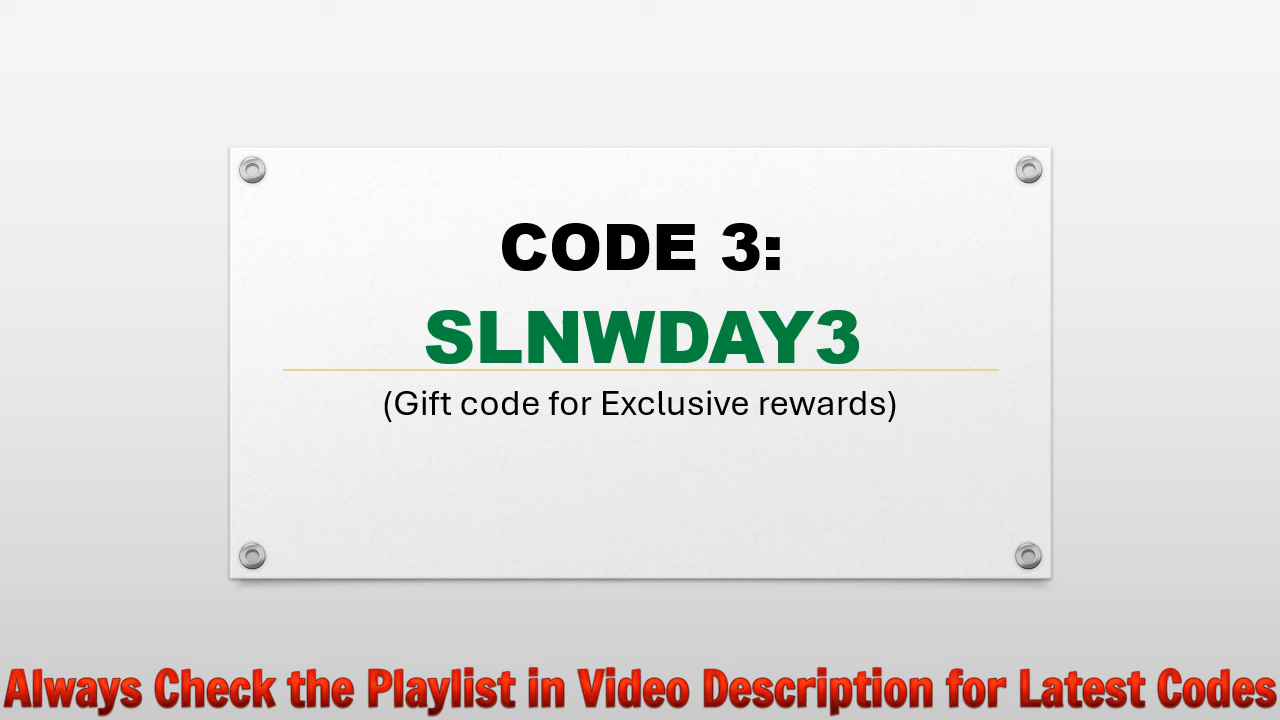 CODE 3:
SLNWDAY3
(Gift code for Exclusive rewards)
Always Check the Playlist in Video Description for Latest Codes